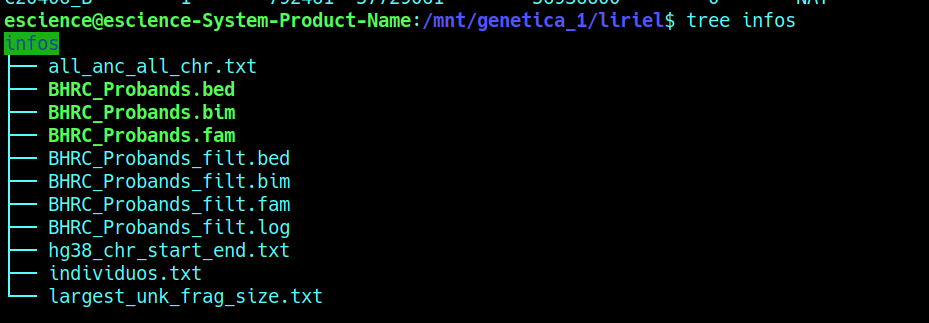 escience@escience-System-Product-Name:/mnt/genetica_1/liriel$ tree infos
infos
├── all_anc_all_chr.txt
├── BHRC_Probands.bed
├── BHRC_Probands.bim
├── BHRC_Probands.fam
├── BHRC_Probands_filt.bed
├── BHRC_Probands_filt.bim
├── BHRC_Probands_filt.fam
├── BHRC_Probands_filt.log
├── hg38_chr_start_end.txt
├── individuos.txt
└── largest_unk_frag_size.txt